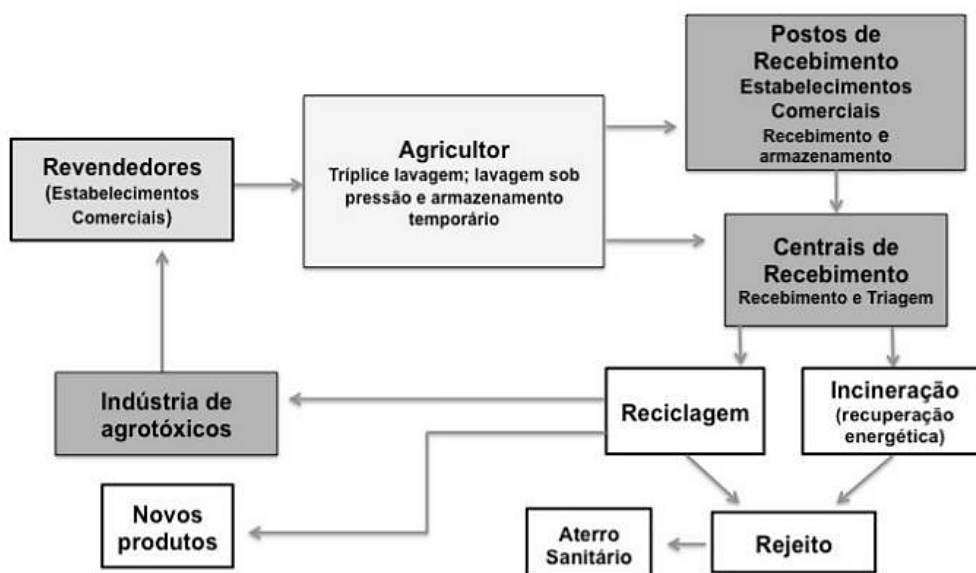 Postos de
Recebimento
Estabelecimentos
Comerciais
Recebimento e
armazenamento
Revendedores
(Estabelecimentos
Comerciais)
Agricultor
Tríplice lavagem; lavagem sob
pressão e armazenamento
temporário
Centrais de
Recebimento
Recebimento e Triagem
Indústria de
agrotóxicos
Reciclagem
Incineração
(recuperação
energética)
Novos
produtos
Aterro
Sanitário
Rejeito